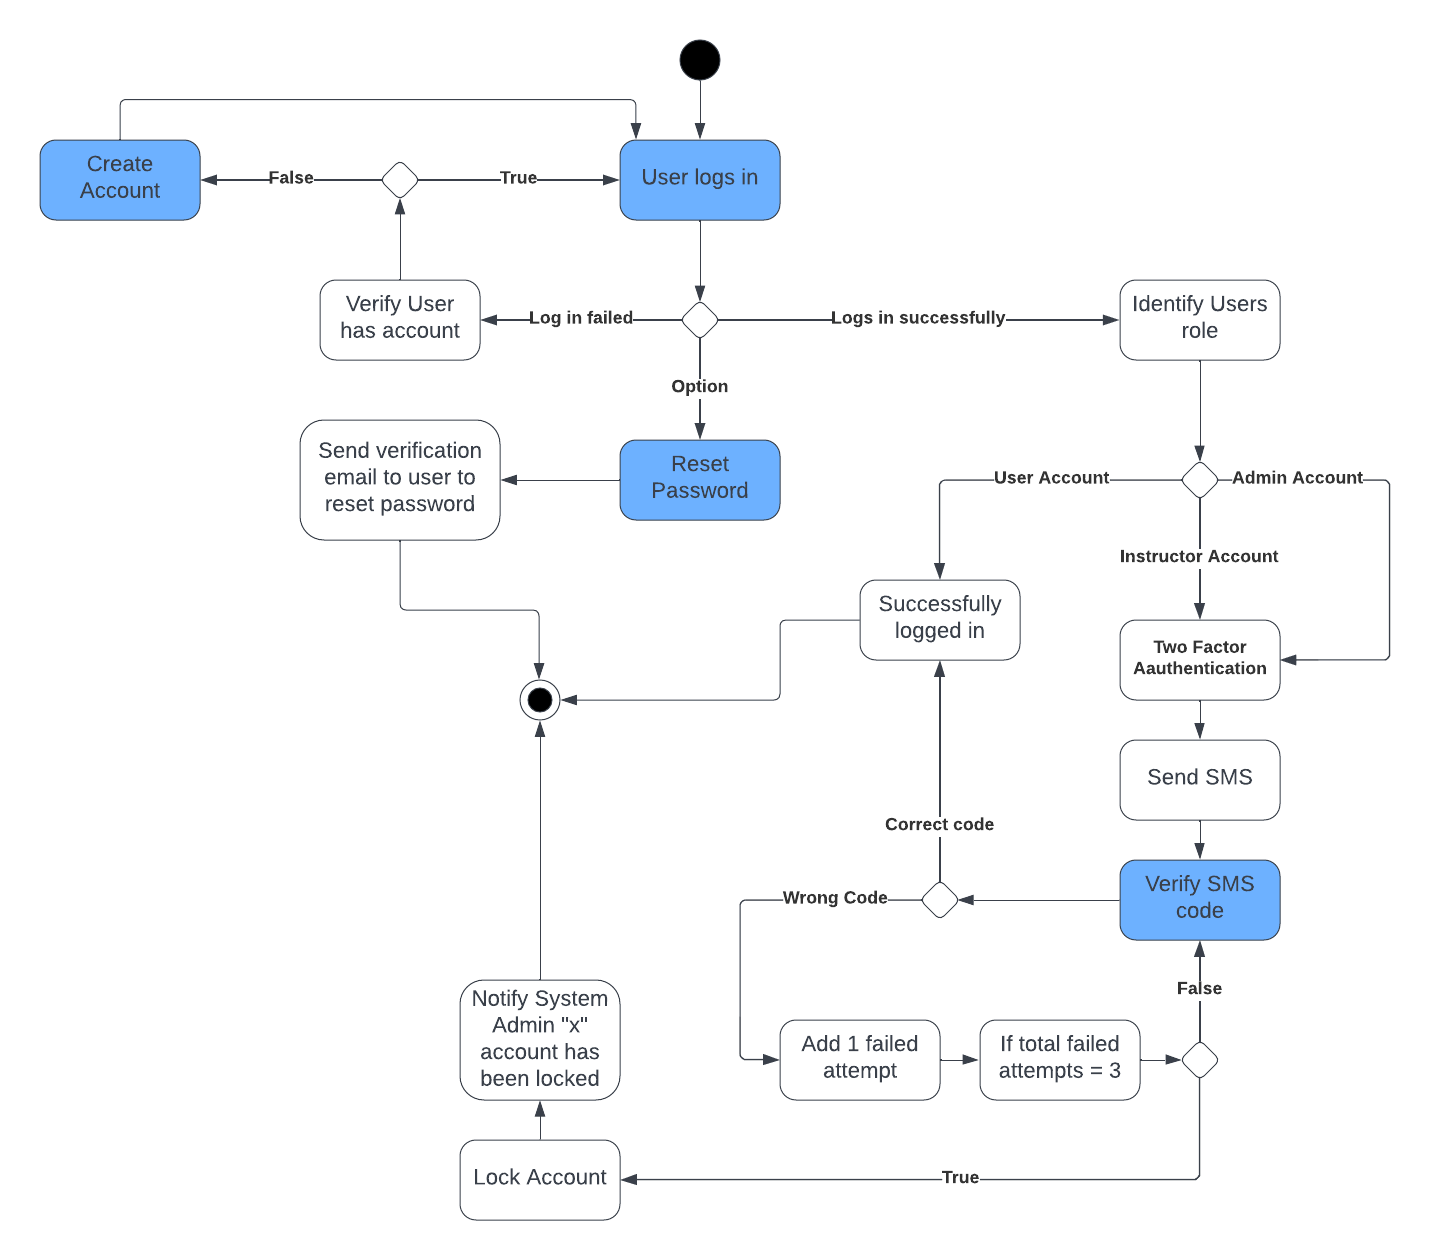 Create
Account
False
True
User logs in
Verify User
has account
Log in failed
Logs in successfully
Identify Users
role
Option
Send verification
email to user to
reset password
Reset
Password
User Account
Admin Account
Instructor Account
Successfully
logged in
Two Factor
Aauthentication
Send SMS
Correct code
Verify SMS
code
Wrong Code
False
Notify System
Admin "x"
account has
been locked
Add 1 failed
attempt
If total failed
attempts = 3
Lock Account
True